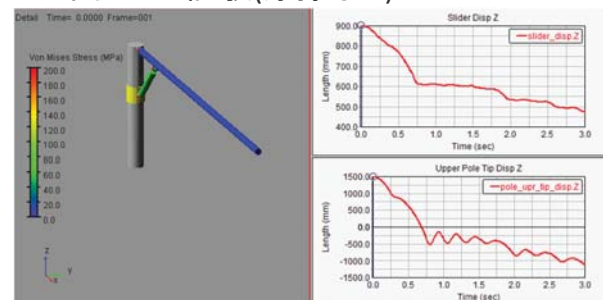 Detail Time= 0.0000 Frame=001
Von Mises Stress (MPa)
200.0
180.0
160.0
140.0
120.0
100.0
80.0
60.0
40.0
20.0
0.0
Z
Y
X
Slider Disp Z
slider_disp.Z
900.0
800.0
700.0
600.0
500.0
400.0
Length (mm)
0.0 0.5 1.0 1.5 2.0 2.5 3.0
Time (sec)
Upper Pole Tip Disp Z
pole_upr_tip_disp.Z
1500.0
1000.0
500.0
0.0
-500.0
-1000.0
-1500.0
Length (mm)
0.0 0.5 1.0 1.5 2.0 2.5 3.0
Time (sec)